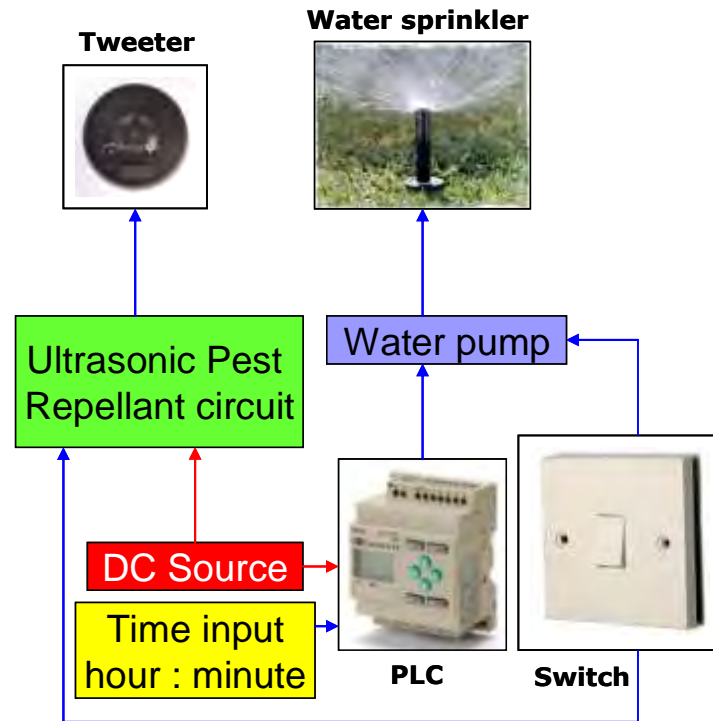 Water sprinkler
Tweeter
Ultrasonic Pest
Repellant circuit
Water pump
DC Source
Time input
hour : minute
PLC
Switch